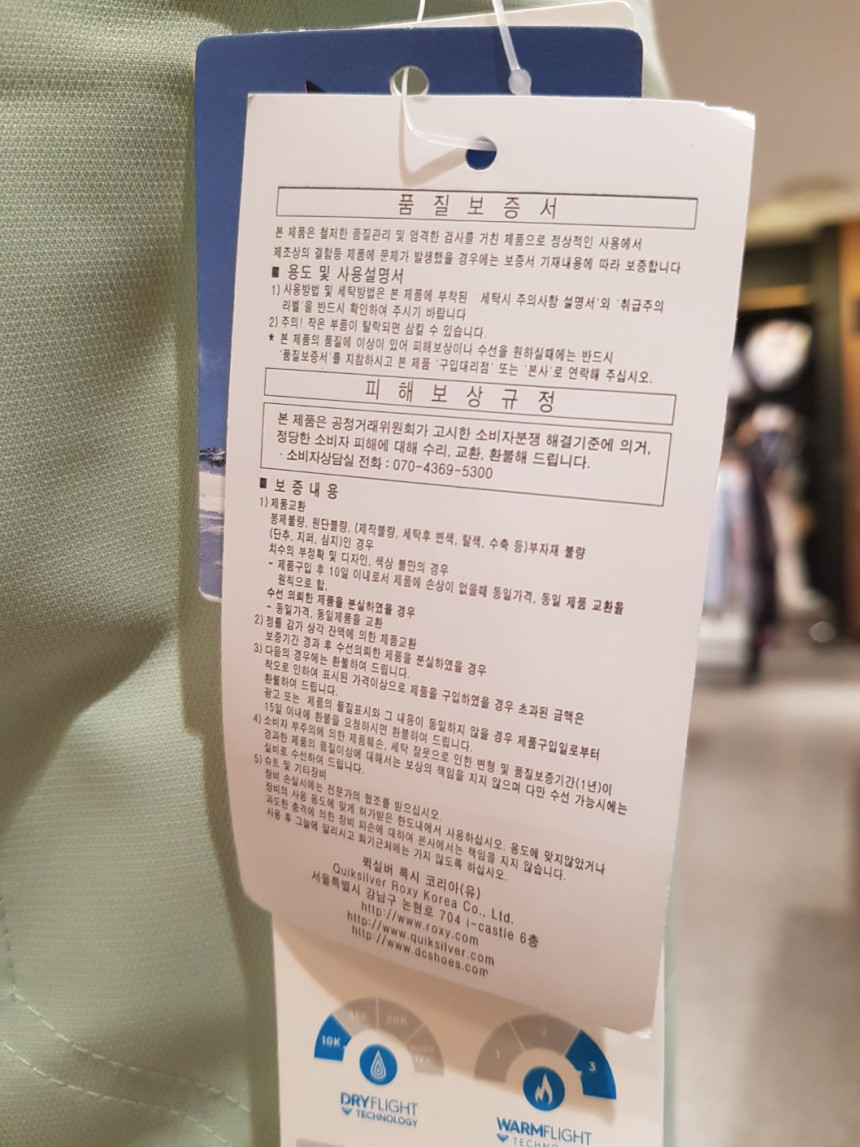 품질보증서
본 제품은 철저한 품질관리 및 엄격한 검사를 거친 제품으로 정상적인 사용에서
제조상의 결함등 제품에 문제가 발생했을 경우에는 보증서 기재내용에 따라 보증합니다
■ 용도 및 사용설명서
1) 사용방법 및 세탁방법은 본 제품에 부착된 세탁시 주의사항 설명서'와 '취급주의
라벨'을 반드시 확인하여 주시기 바랍니다
2) 주의! 작은 부품이 탈락되면 삼킬 수 있습니다.
* 본 제품의 품질에 이상이 있어 피해보상이나 수선을 원하실때에는 반드시
'품질보증서'를 지참하시고 본 제품 '구입대리점' 또는 '본사'로 연락해 주십시오.
피해보상규정
본 제품은 공정거래위원회가 고시한 소비자분쟁 해결기준에 의거,
정당한 소비자 피해에 대해 수리, 교환, 환불해 드립니다.
· 소비자상담실 전화 : 070-4369-5300
■ 보증내용
1) 제품교환
봉제불량, 원단불량, (제작불량, 세탁후 변색, 탈색, 수축 등)부자재 불량
(단추, 지퍼, 심지)인 경우
치수의 부정확 및 디자인, 색상 불만의 경우
- 제품구입 후 10일 이내로서 제품에 손상이 없을때 동일가격, 동일 제품 교환을
원칙으로 함.
수선 의뢰한 제품을 분실하였을 경우
- 동일가격, 동일제품을 교환
2) 정률 감가 상각 잔액에 의한 제품교환
보증기간 경과 후 수선의뢰한 제품을 분실하였을 경우
3) 다음의 경우에는 환불하여 드립니다.
착오로 인하여 표시된 가격이상으로 제품을 구입하였을 경우 초과된 금액은
환불하여 드립니다.
광고 또는 제품의 품질표시와 그 내용이 동일하지 않을 경우 제품구입일로부터
15일 이내에 환불을 요청하시면 환불하여 드립니다.
4) 소비자 부주의에 의한 제품훼손, 세탁 잘못으로 인한 변형 및 품질보증기간(1년)이
경과한 제품의 품질이상에 대해서는 보상의 책임을 지지 않으며 다만 수선 가능시에는
실비로 수선하여 드립니다.
5) 슈트 및 기타장비
장비 손실시에는 전문가의 협조를 받으십시오.
장비의 사용 용도에 맞게 허가받은 한도내에서 사용하십시오. 용도에 맞지않았거나
과도한 충격에 의한 장비 파손에 대하여 본사에서는 책임을 지지 않습니다.
사용 후 그늘에 말리시고 화기근처에는 가지 않도록 하십시오.
퀵실버 록시 코리아(유)
Quiksilver Roxy Korea Co., Ltd.
서울특별시 강남구 논현로 704 i-castle 6층
http://www.roxy.com
http://www.quiksilver.com
http://www.dcshoes.com
10K 15K 20K
1 2 3
DRYFLIGHT
TECHNOLOGY
WARMFLIGHT